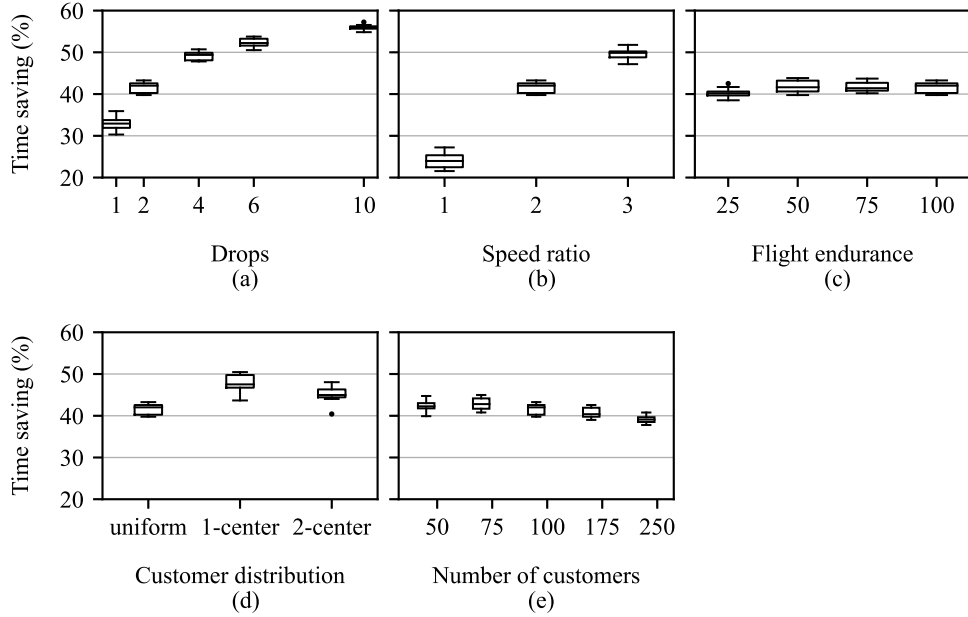 Time saving (%)
60
50
40
30
20
1 2 4 6 10
Drops
(a)
1 2 3
Speed ratio
(b)
25 50 75 100
Flight endurance
(c)
Time saving (%)
60
50
40
30
20
uniform 1-center 2-center
Customer distribution
(d)
50 75 100 175 250
Number of customers
(e)